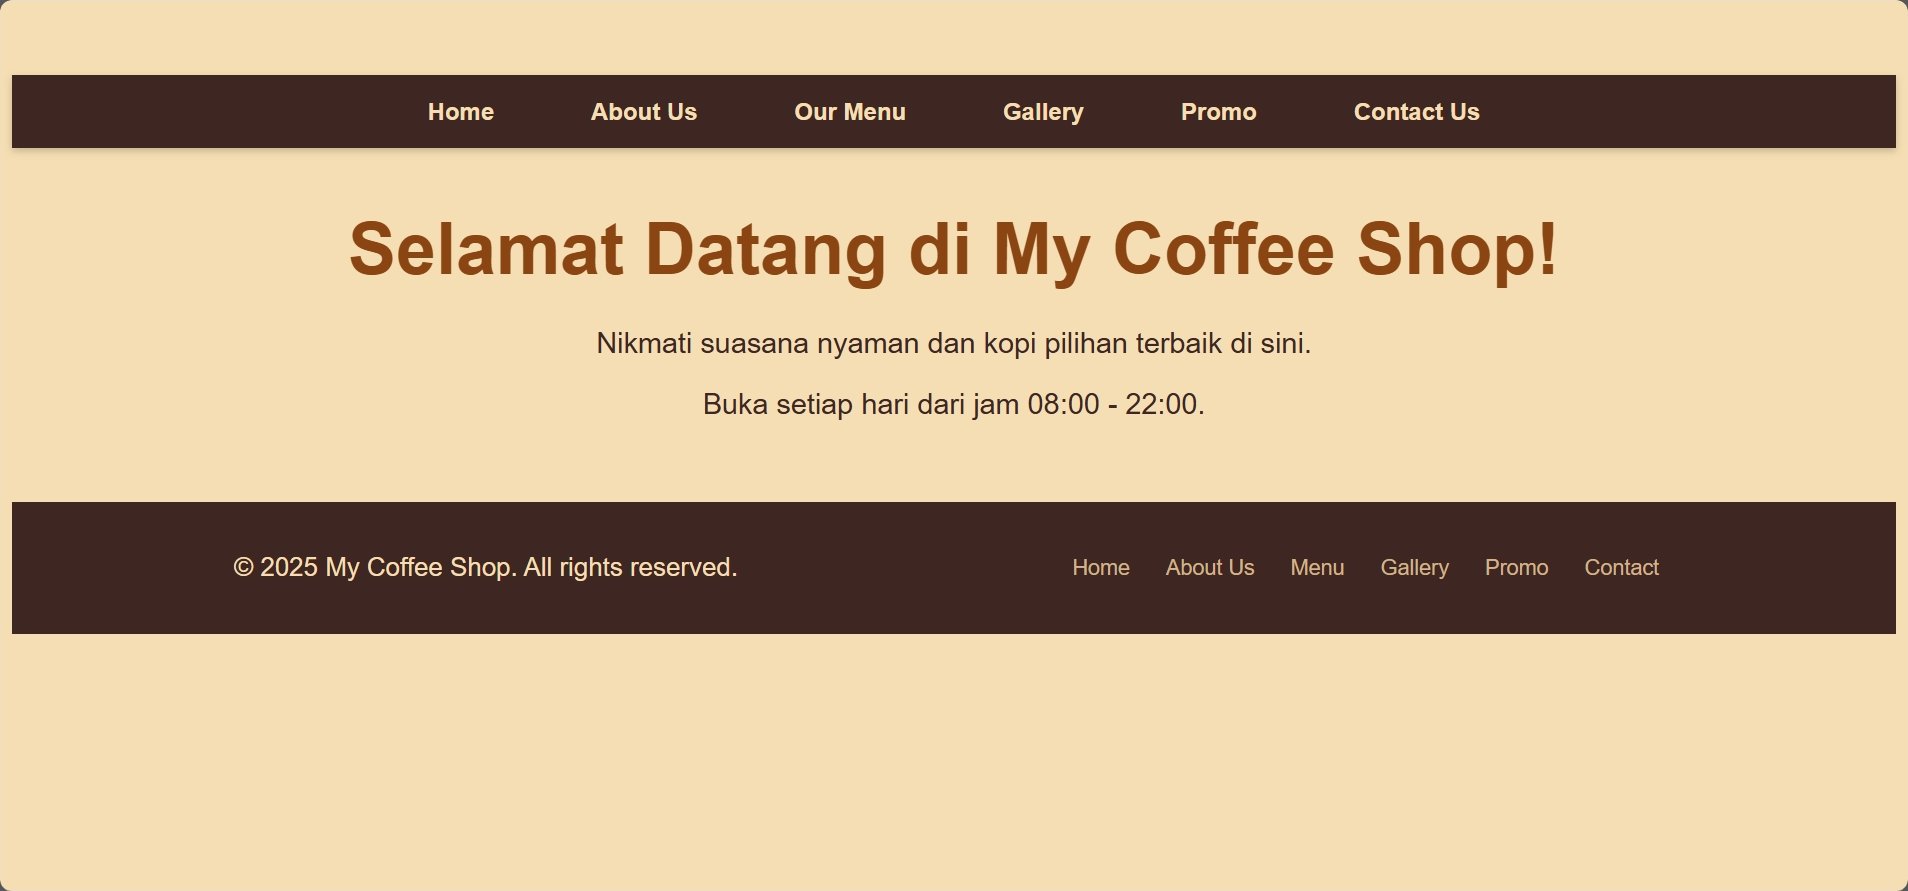 Home About Us Our Menu Gallery Promo Contact Us
Selamat Datang di My Coffee Shop!
Nikmati suasana nyaman dan kopi pilihan terbaik di sini.
Buka setiap hari dari jam 08:00 - 22:00.
© 2025 My Coffee Shop. All rights reserved. Home About Us Menu Gallery Promo Contact